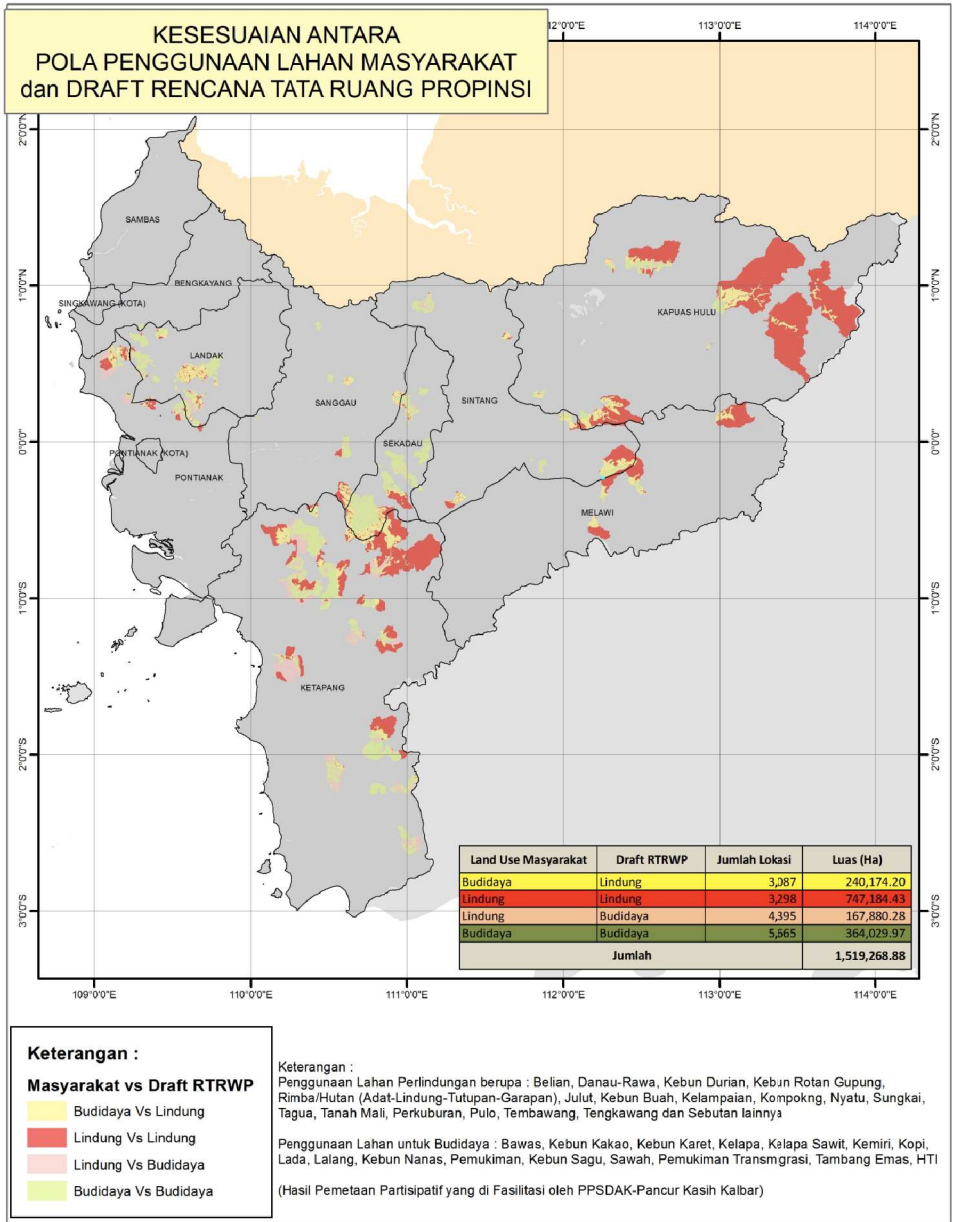 KESESUAIAN ANTARA
POLA PENGGUNAAN LAHAN MASYARAKAT
dan DRAFT RENCANA TATA RUANG PROPINSI
12°0'0"E 113°0'0"E 114°0'0"E
2°0'0"N 2°0'0"N
SAMBAS
BENGKAYANG
1°0'0"N 1°0'0"N
SINGKAWANG (KOTA)
KAPUAS HULU
LANDAK
SANGGAU
SINTANG
0°0'0" 0°0'0"
SEKADAU
PONTIANAK (KOTA)
PONTIANAK
MELAWI
1°0'0"S 1°0'0"S
KETAPANG
2°0'0"S 2°0'0"S
Land Use Masyarakat Draft RTRWP Jumlah Lokasi Luas (Ha)
Budidaya Lindung 3,087 240,174.20
Lindung Lindung 3,298 747,184.43
Lindung Budidaya 4,395 167,880.28
Budidaya Budidaya 5,565 364,029.97
Jumlah 1,519,268.88
3°0'0"S 3°0'0"S
109°0'0"E 110°0'0"E 111°0'0"E 112°0'0"E 113°0'0"E 114°0'0"E
Keterangan :
Masyarakat vs Draft RTRWP
Budidaya Vs Lindung
Lindung Vs Lindung
Lindung Vs Budidaya
Budidaya Vs Budidaya
Keterangan :
Penggunaan Lahan Perlindungan berupa : Belian, Danau-Rawa, Kebun Durian, Kebun Rotan Gupung,
Rimba/Hutan (Adat-Lindung-Tutupan-Garapan), Julut, Kebun Buah, Kelampaian, Kompokng, Nyatu, Sungkai,
Tagua, Tanah Mali, Perkuburan, Pulo, Tembawang, Tengkawang dan Sebutan lainnya
Penggunaan Lahan untuk Budidaya : Bawas, Kebun Kakao, Kebun Karet, Kelapa, Kelapa Sawit, Kemiri, Kopi,
Lada, Lalang, Kebun Nanas, Pemukiman, Kebun Sagu, Sawah, Pemukiman Transmigrasi, Tambang Emas, HTI
(Hasil Pemetaan Partisipatif yang di Fasilitasi oleh PPSDAK-Pancur Kasih Kalbar)